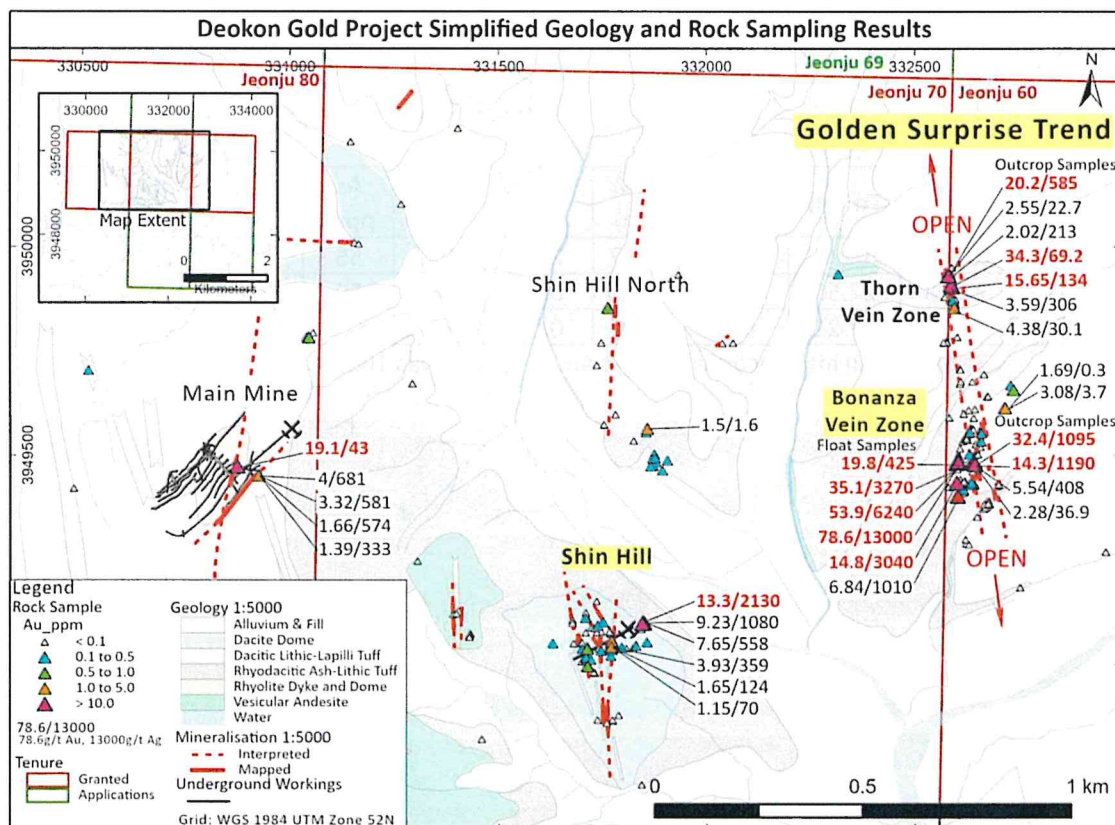 Deokon Gold Project Simplified Geology and Rock Sampling Results
330500
331000
331500
332000
332500
Jeonju 80
Jeonju 69
Jeonju 70
Jeonju 60
N
330000
332000
334000
3950000
3948000
Map Extent
0
2
Kilometers
3950000
3949500
Golden Surprise Trend
Outcrop Samples
20.2/585
2.55/22.7
2.02/213
34.3/69.2
15.65/134
3.59/306
4.38/30.1
OPEN
Thorn
Vein Zone
Shin Hill North
1.5/1.6
1.69/0.3
3.08/3.7
Bonanza
Vein Zone
Float Samples
19.8/425
35.1/3270
53.9/6240
78.6/13000
14.8/3040
6.84/1010
Outcrop Samples
32.4/1095
14.3/1190
5.54/408
2.28/36.9
OPEN
Main Mine
19.1/43
4/681
3.32/581
1.66/574
1.39/333
Shin Hill
13.3/2130
9.23/1080
7.65/558
3.93/359
1.65/124
1.15/70
Legend
Rock Sample
Au_ppm
< 0.1
0.1 to 0.5
0.5 to 1.0
1.0 to 5.0
> 10.0
78.6/13000
78.6g/t Au, 13000g/t Ag
Tenure
Granted
Applications
Geology 1:5000
Alluvium & Fill
Dacite Dome
Dacitic Lithic-Lapilli Tuff
Rhyodacitic Ash-Lithic Tuff
Rhyolite Dyke and Dome
Vesicular Andesite
Water
Mineralisation 1:5000
Interpreted
Mapped
Underground Workings
Grid: WGS 1984 UTM Zone 52N
0
0.5
1 km